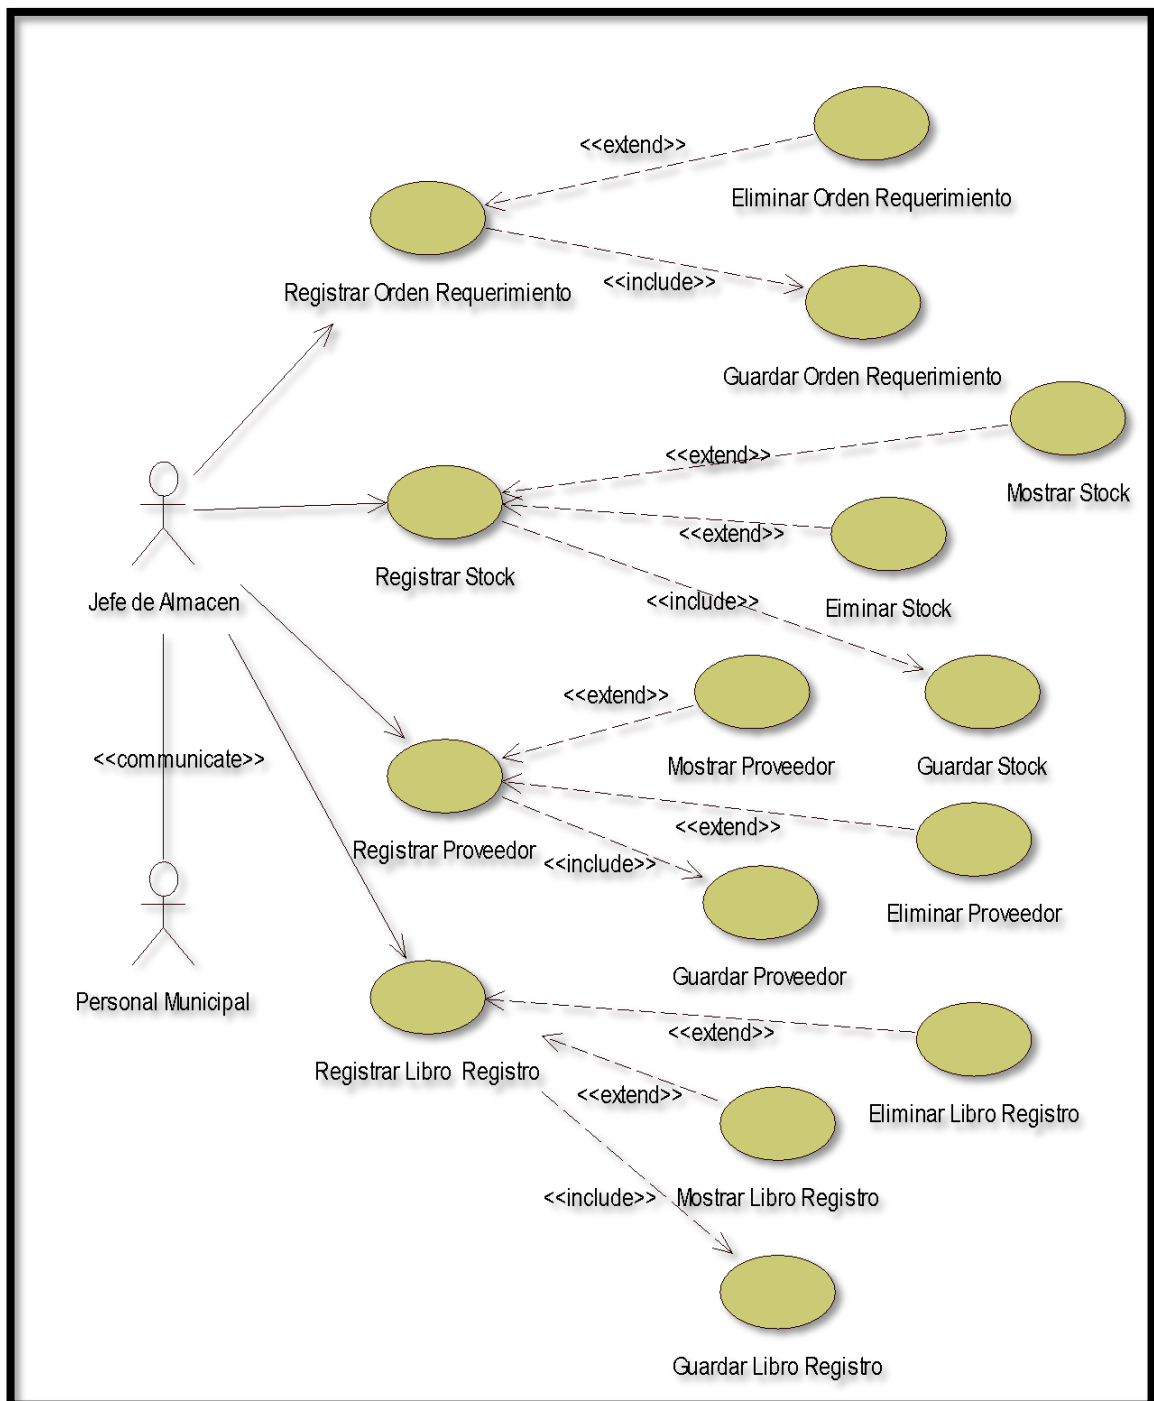 <<extend>>
Eliminar Orden Requerimiento
Registrar Orden Requerimiento
<<include>>
Guardar Orden Requerimiento
<<extend>>
Mostrar Stock
Registrar Stock
<<extend>>
Eiminar Stock
<<include>>
Jefe de Almacen
<<extend>>
Mostrar Proveedor
Guardar Stock
<<communicate>>
Registrar Proveedor
<<extend>>
<<include>>
Eliminar Proveedor
Guardar Proveedor
Personal Municipal
<<extend>>
Registrar Libro  Registro
<<extend>>
Eliminar Libro Registro
<<include>>
Mostrar Libro Registro
Guardar Libro Registro